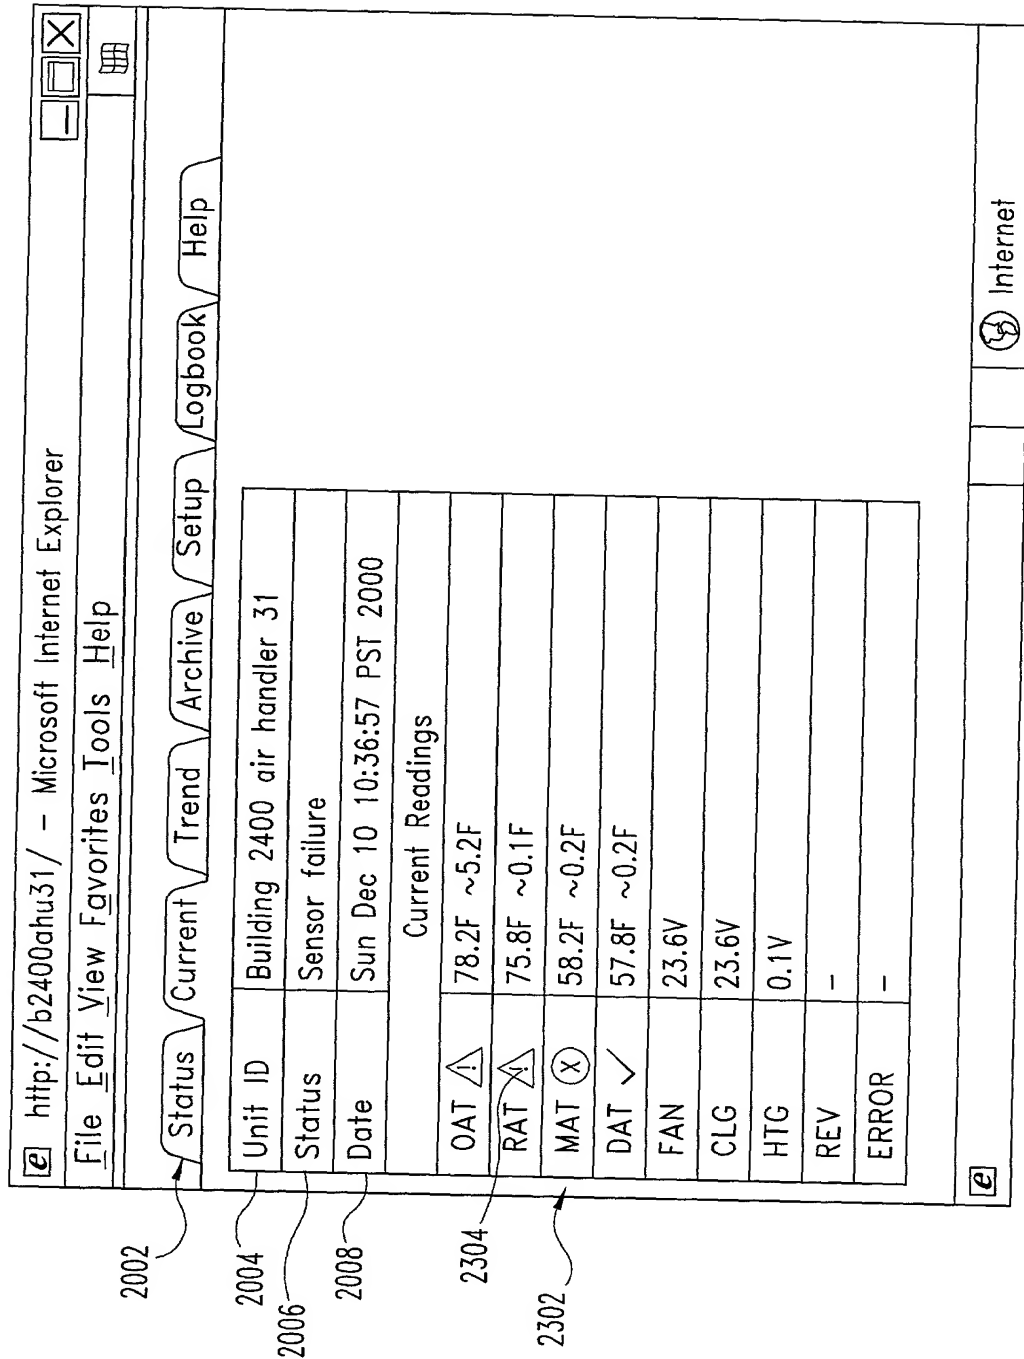 e http://b2400ahu31/ - Microsoft Internet Explorer
File Edit View Favorites Tools Help
Status Current Trend Archive Setup Logbook Help
Unit ID Building 2400 air handler 31
Status Sensor failure
Date Sun Dec 10 10:36:57 PST 2000
Current Readings
OAT ! 78.2F ~5.2F
RAT ! 75.8F ~0.1F
MAT X 58.2F ~0.2F
DAT ✓ 57.8F ~0.2F
FAN 23.6V
CLG 23.6V
HTG 0.1V
REV -
ERROR -
e Internet
2002
2004
2006
2008
2304
2302